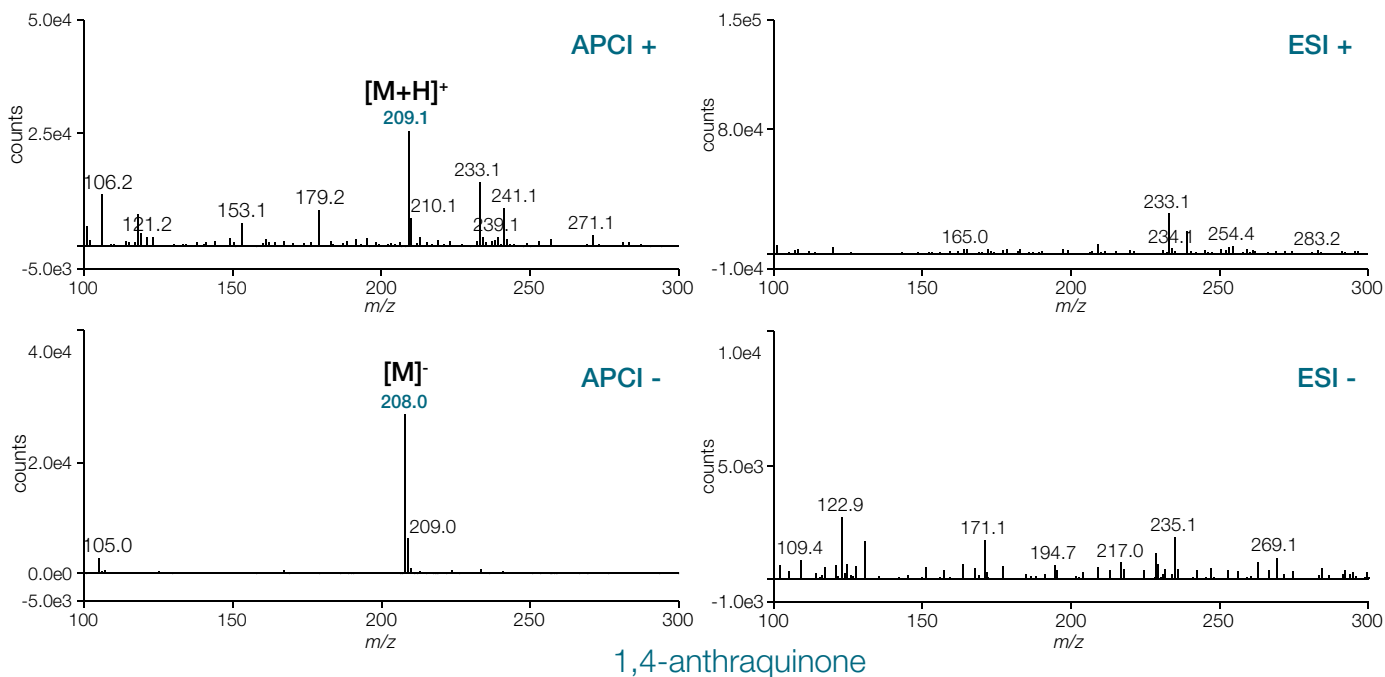 5.0e4
APCI +
[M+H]+
209.1
counts
2.5e4
106.2
121.2
153.1
179.2
210.1
233.1
239.1
241.1
271.1
-5.0e3
100
150
200
250
300
m/z
1.5e5
ESI +
counts
8.0e4
165.0
233.1
234.1
254.4
283.2
-1.0e4
100
150
200
250
300
m/z
4.0e4
APCI -
[M]-
208.0
counts
2.0e4
105.0
209.0
0.0e0
-5.0e3
100
150
200
250
300
m/z
1.0e4
ESI -
counts
5.0e3
109.4
122.9
171.1
194.7
217.0
235.1
269.1
-1.0e3
100
150
200
250
300
m/z
1,4-anthraquinone